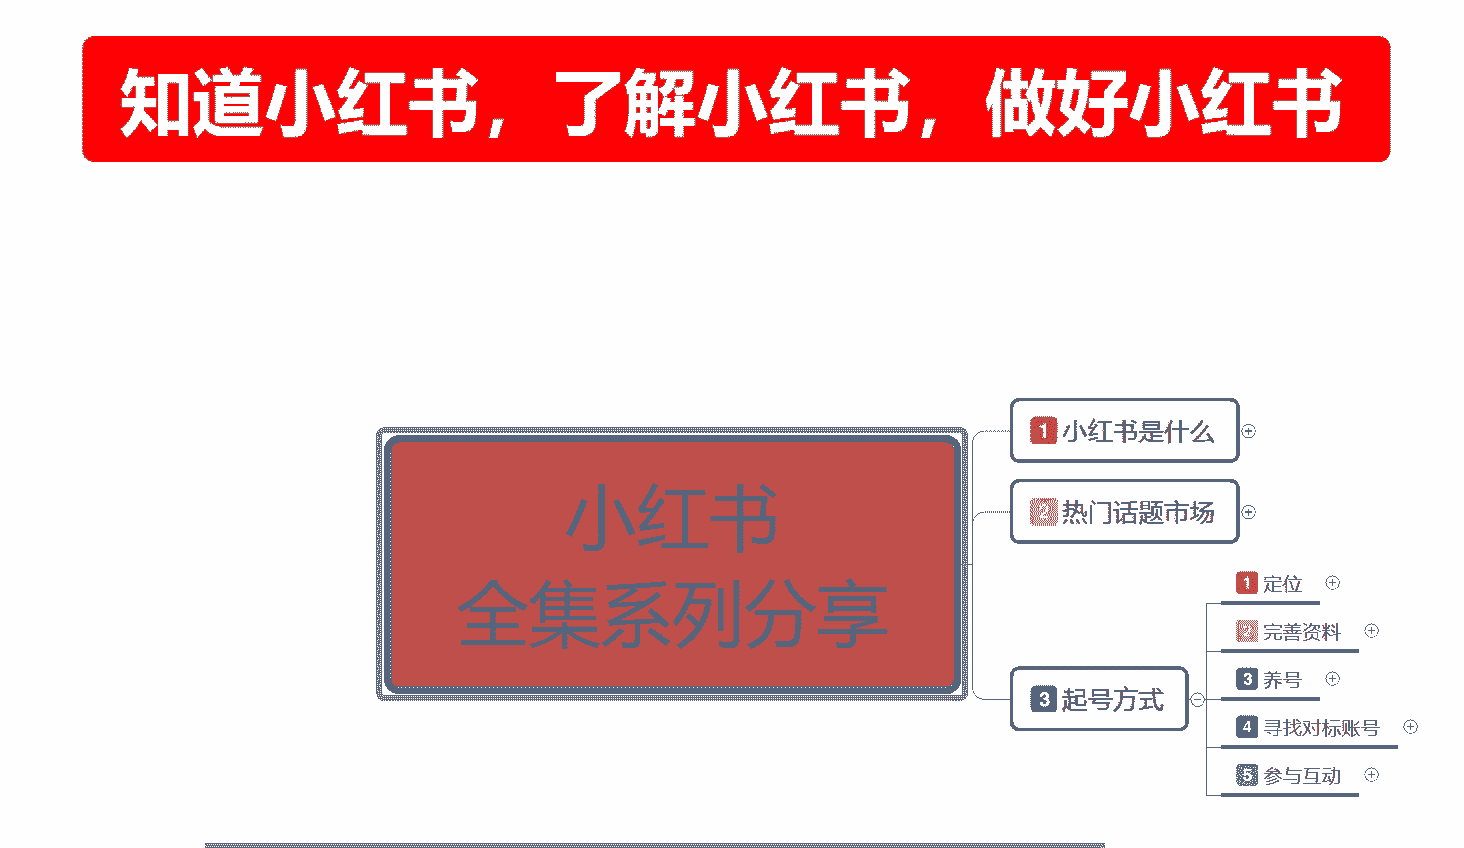 知道小红书，了解小红书，做好小红书
小红书
全集系列分享
1 小红书是什么
2 热门话题市场
3 起号方式
1 定位
2 完善资料
3 养号
4 寻找对标账号
5 参与互动